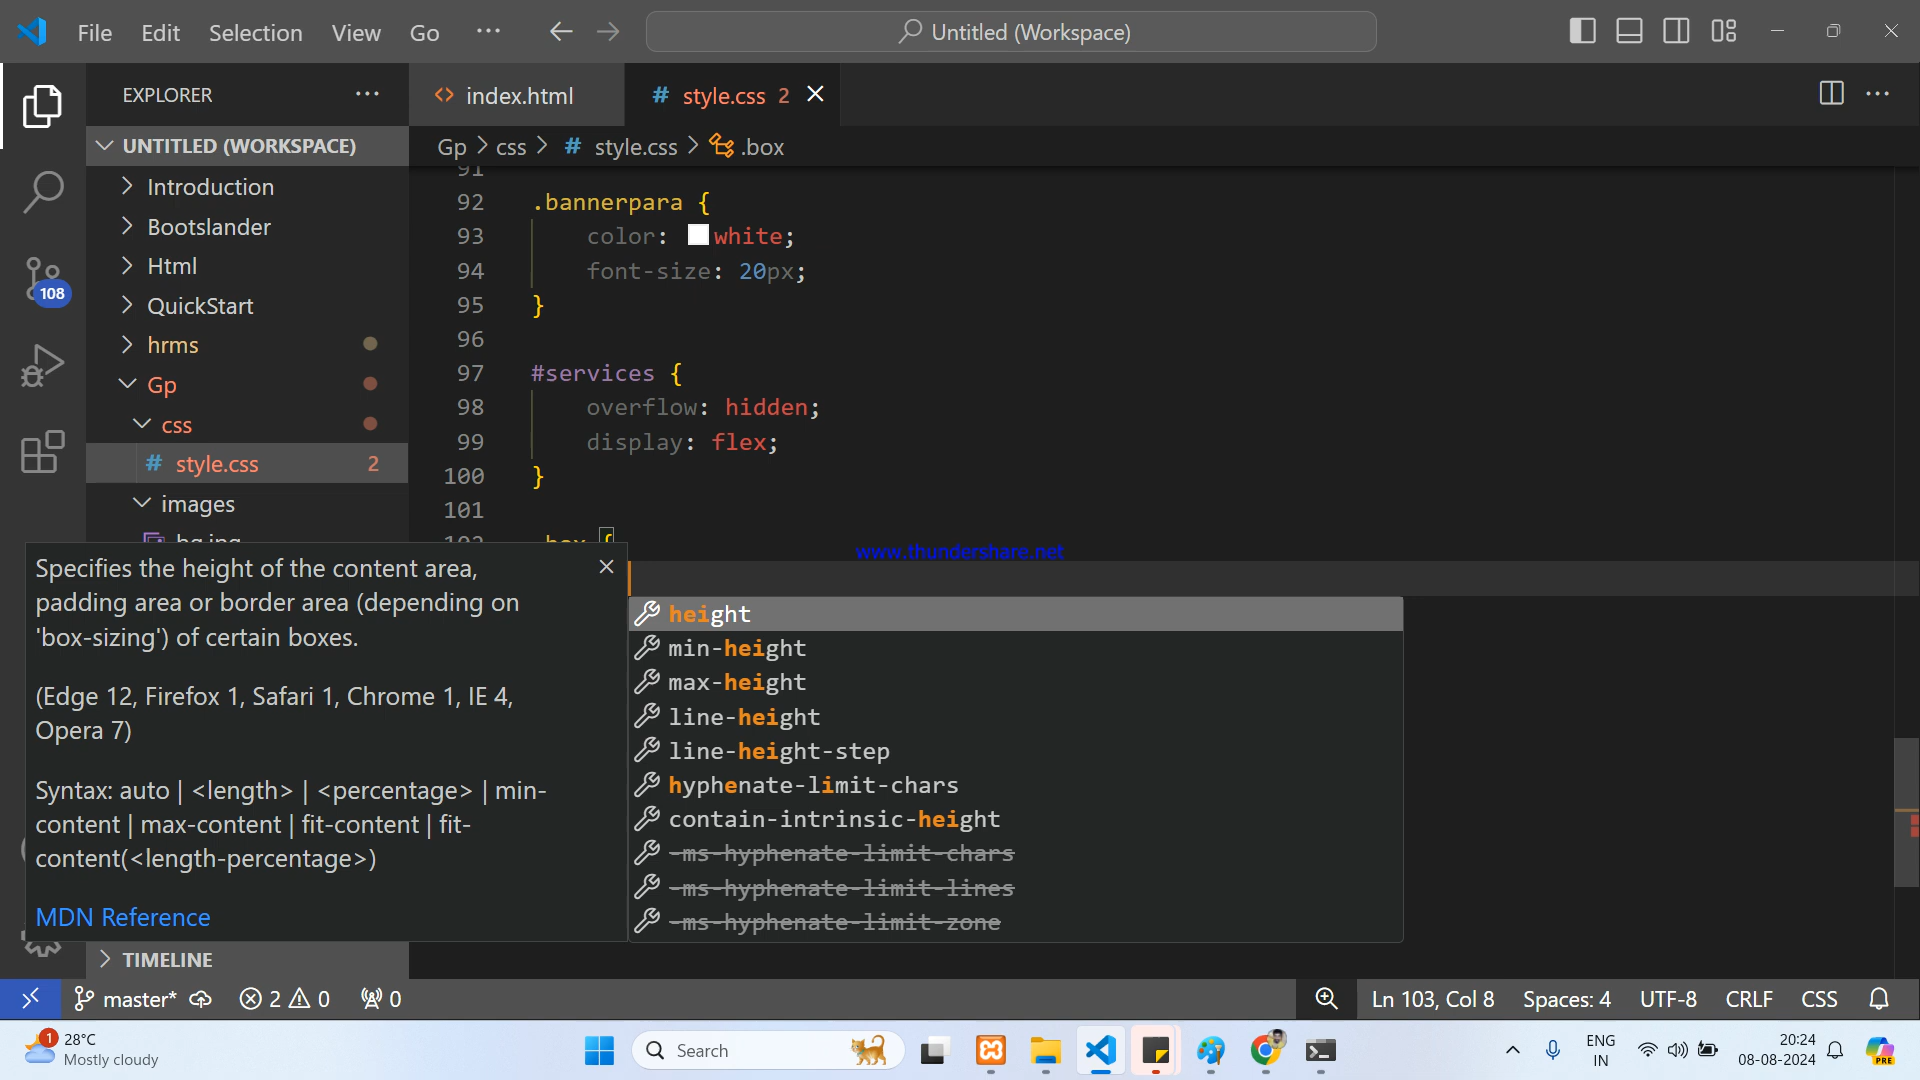 File Edit Selection View Go ... Untitled (Workspace)
EXPLORER ...
index.html
# style.css 2
UNTITLED (WORKSPACE)
Gp > css > # style.css > .box
Introduction
Bootslander
Html
QuickStart
hrms
Gp
css
# style.css 2
images
bg.jpg
108
91
92 .bannerpara {
93 color: white;
94 font-size: 20px;
95 }
96
97 #services {
98 overflow: hidden;
99 display: flex;
100 }
101
102 .box {
www.thundershare.net
Specifies the height of the content area,
padding area or border area (depending on
'box-sizing') of certain boxes.
(Edge 12, Firefox 1, Safari 1, Chrome 1, IE 4,
Opera 7)
Syntax: auto | <length> | <percentage> | min-
content | max-content | fit-content | fit-
content(<length-percentage>)
MDN Reference
height
min-height
max-height
line-height
line-height-step
hyphenate-limit-chars
contain-intrinsic-height
-ms-hyphenate-limit-chars
-ms-hyphenate-limit-lines
-ms-hyphenate-limit-zone
TIMELINE
master* 2 0 0 Ln 103, Col 8 Spaces: 4 UTF-8 CRLF CSS
1 28°C
Mostly cloudy
Search
ENG
IN
20:24
08-08-2024
PRE